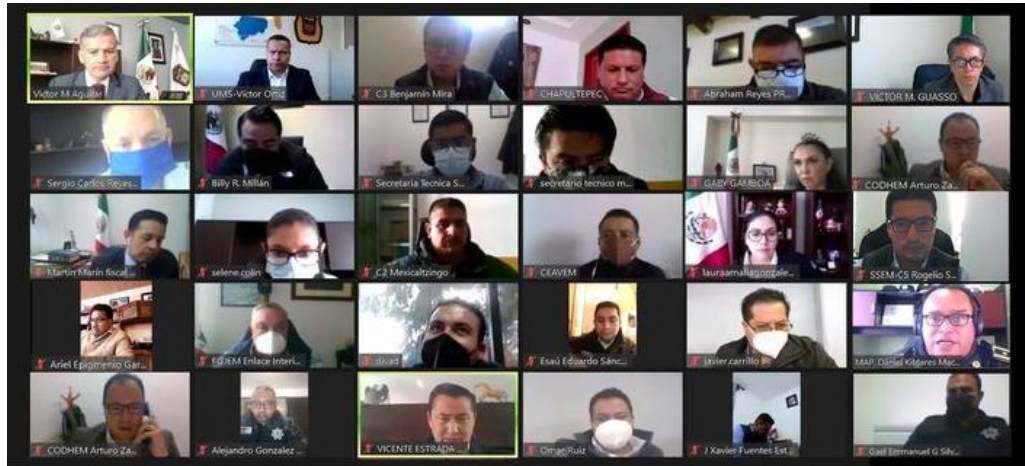 Victor M Aguilar
UMS-Víctor Ortiz
C3 Benjamín Mira
CHAPULTEPEC
Abraham Reyes PR...
VICTOR M. GUASSO
Sergio Carlos Reyes...
Billy R. Millán
Secretaria Tecnica S...
secretario tecnico m...
GABY GAMBOA
CODHEM Arturo Za...
Martín Marín fiscal ...
selene.colin
C2 Mexicaltzingo
CEAVEM
lauraamaliagonzale...
SSEM-C5 Rogelio S...
Ariel Epigmenio Gar...
FGJEM Enlace Interi...
Esaú Eduardo Sánc...
javier.carrillo
MAP. Daniel Kildares Mac...
CODHEM Arturo Za...
Alejandro Gonzalez ...
VICENTE ESTRADA ...
Omar Ruiz
J Xavier Fuentes Est...
Gael Emmanuel G Silv...